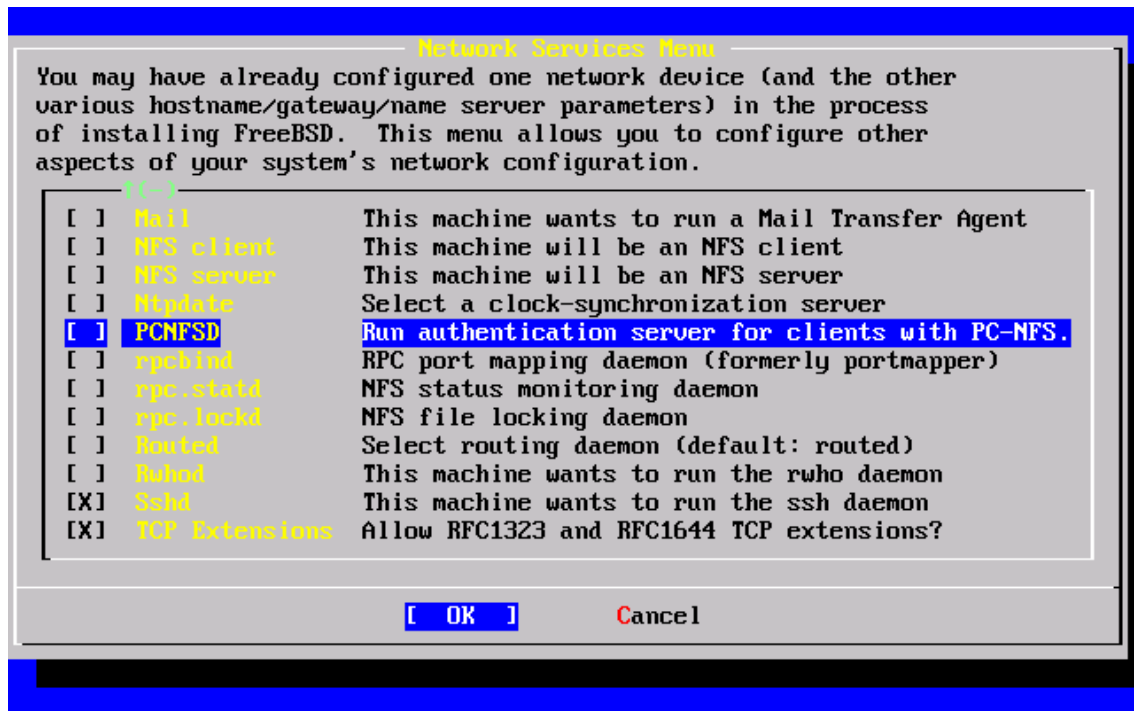 Network Services Menu
You may have already configured one network device (and the other
various hostname/gateway/name server parameters) in the process
of installing FreeBSD.  This menu allows you to configure other
aspects of your system's network configuration.
↑(-)
[ ] Mail This machine wants to run a Mail Transfer Agent
[ ] NFS client This machine will be an NFS client
[ ] NFS server This machine will be an NFS server
[ ] Ntpdate Select a clock-synchronization server
[ ] PCNFSD Run authentication server for clients with PC-NFS.
[ ] rpcbind RPC port mapping daemon (formerly portmapper)
[ ] rpc.statd NFS status monitoring daemon
[ ] rpc.lockd NFS file locking daemon
[ ] Routed Select routing daemon (default: routed)
[ ] Rwhod This machine wants to run the rwho daemon
[X] Sshd This machine wants to run the ssh daemon
[X] TCP Extensions Allow RFC1323 and RFC1644 TCP extensions?
[ OK ] Cancel